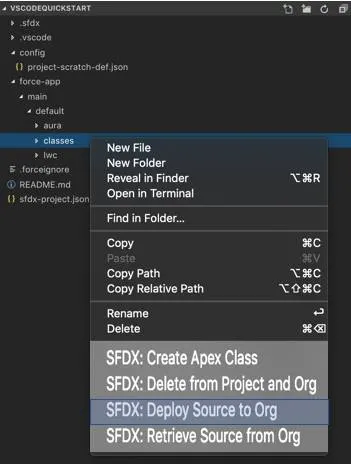 VSCODEQUICKSTART
.sfdx
.vscode
config
{} project-scratch-def.json
force-app
main
default
aura
classes
lwc
.forceignore
README.md
{} sfdx-project.json
New File
New Folder
Reveal in Finder ⌥⌘R
Open in Terminal
Find in Folder...
Copy ⌘C
Paste ⌘V
Copy Path ⌥⌘C
Copy Relative Path ⌥⇧⌘C
Rename ⏎
Delete ⌘⌫
SFDX: Create Apex Class
SFDX: Delete from Project and Org
SFDX: Deploy Source to Org
SFDX: Retrieve Source from Org